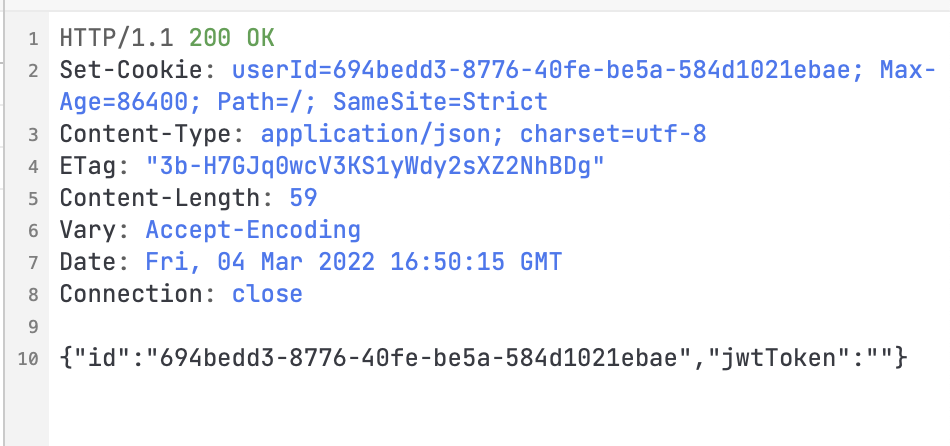 1 HTTP/1.1 200 OK
2 Set-Cookie: userId=694bedd3-8776-40fe-be5a-584d1021ebae; Max-
Age=86400; Path=/; SameSite=Strict
3 Content-Type: application/json; charset=utf-8
4 ETag: "3b-H7GJq0wcV3KS1yWdy2sXZ2NhBDg"
5 Content-Length: 59
6 Vary: Accept-Encoding
7 Date: Fri, 04 Mar 2022 16:50:15 GMT
8 Connection: close
9
10 {"id":"694bedd3-8776-40fe-be5a-584d1021ebae","jwtToken":""}